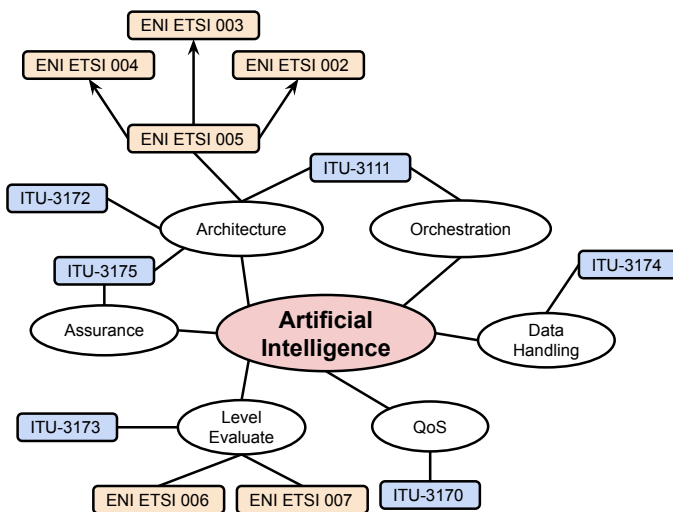 ENI ETSI 003
ENI ETSI 004
ENI ETSI 002
ENI ETSI 005
ITU-3111
ITU-3172
Architecture
Orchestration
ITU-3175
ITU-3174
Assurance
Artificial
Intelligence
Data
Handling
Level
Evaluate
QoS
ITU-3173
ENI ETSI 006
ENI ETSI 007
ITU-3170